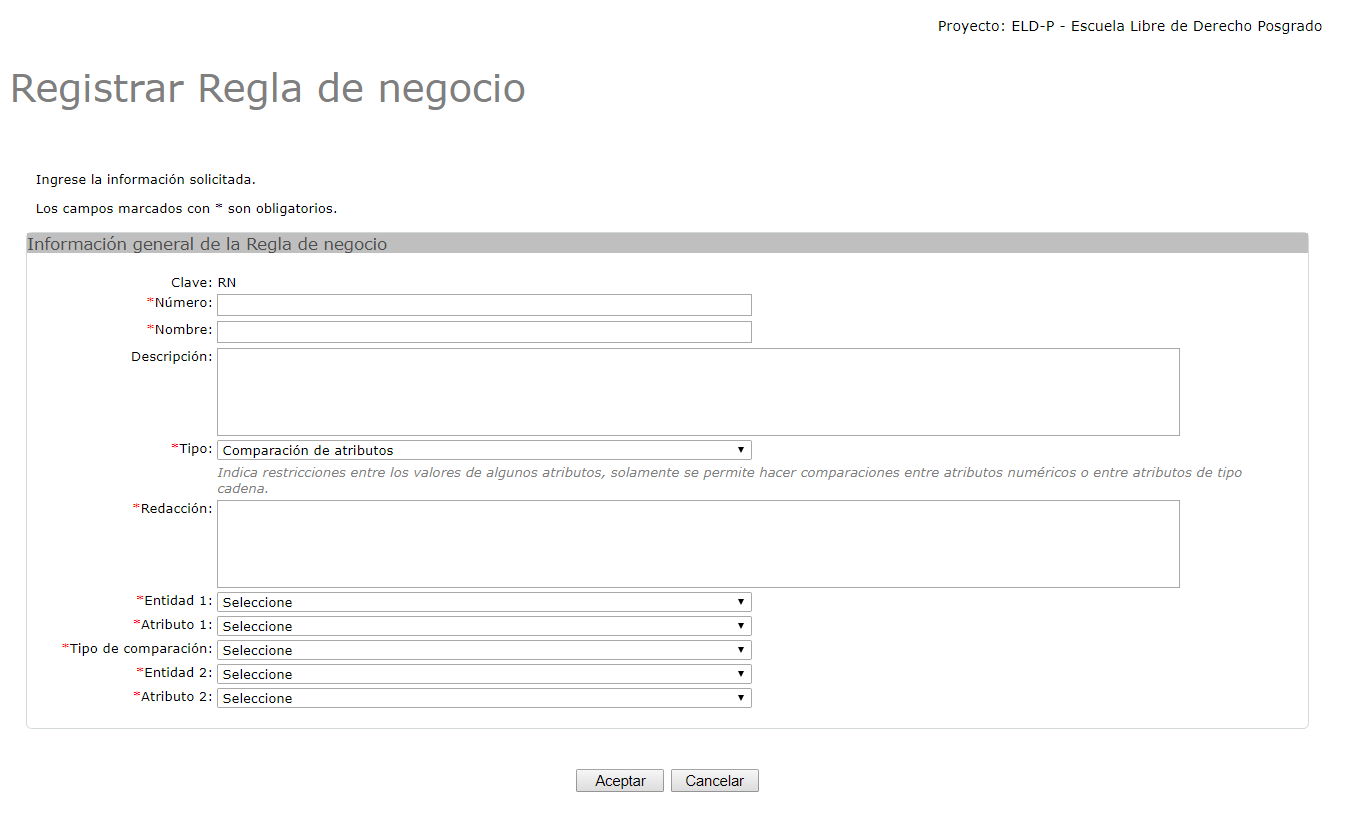 Proyecto: ELD-P - Escuela Libre de Derecho Posgrado
Registrar Regla de negocio
Ingrese la información solicitada.
Los campos marcados con * son obligatorios.
Información general de la Regla de negocio
Clave: RN
*Número:
*Nombre:
Descripción:
*Tipo: Comparación de atributos
Indica restricciones entre los valores de algunos atributos, solamente se permite hacer comparaciones entre atributos numéricos o entre atributos de tipo
cadena.
*Redacción:
*Entidad 1: Seleccione
*Atributo 1: Seleccione
*Tipo de comparación: Seleccione
*Entidad 2: Seleccione
*Atributo 2: Seleccione
Aceptar Cancelar